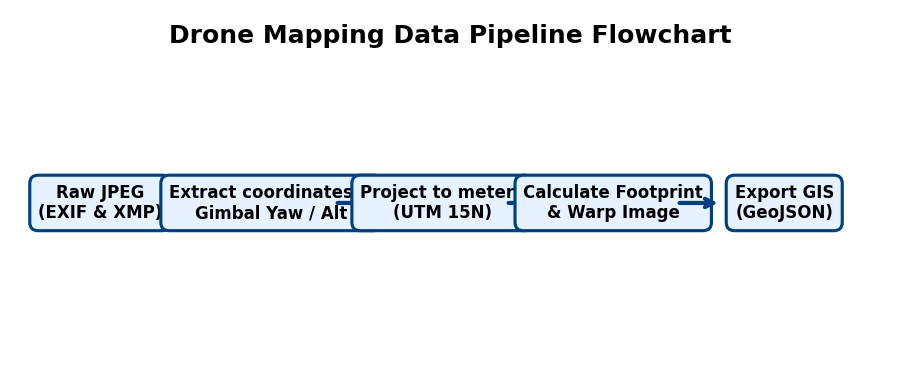 Drone Mapping Data Pipeline Flowchart
Raw JPEG
(EXIF & XMP)
Extract coordinates
Gimbal Yaw / Alt
Project to meter
(UTM 15N)
Calculate Footprint
& Warp Image
Export GIS
(GeoJSON)